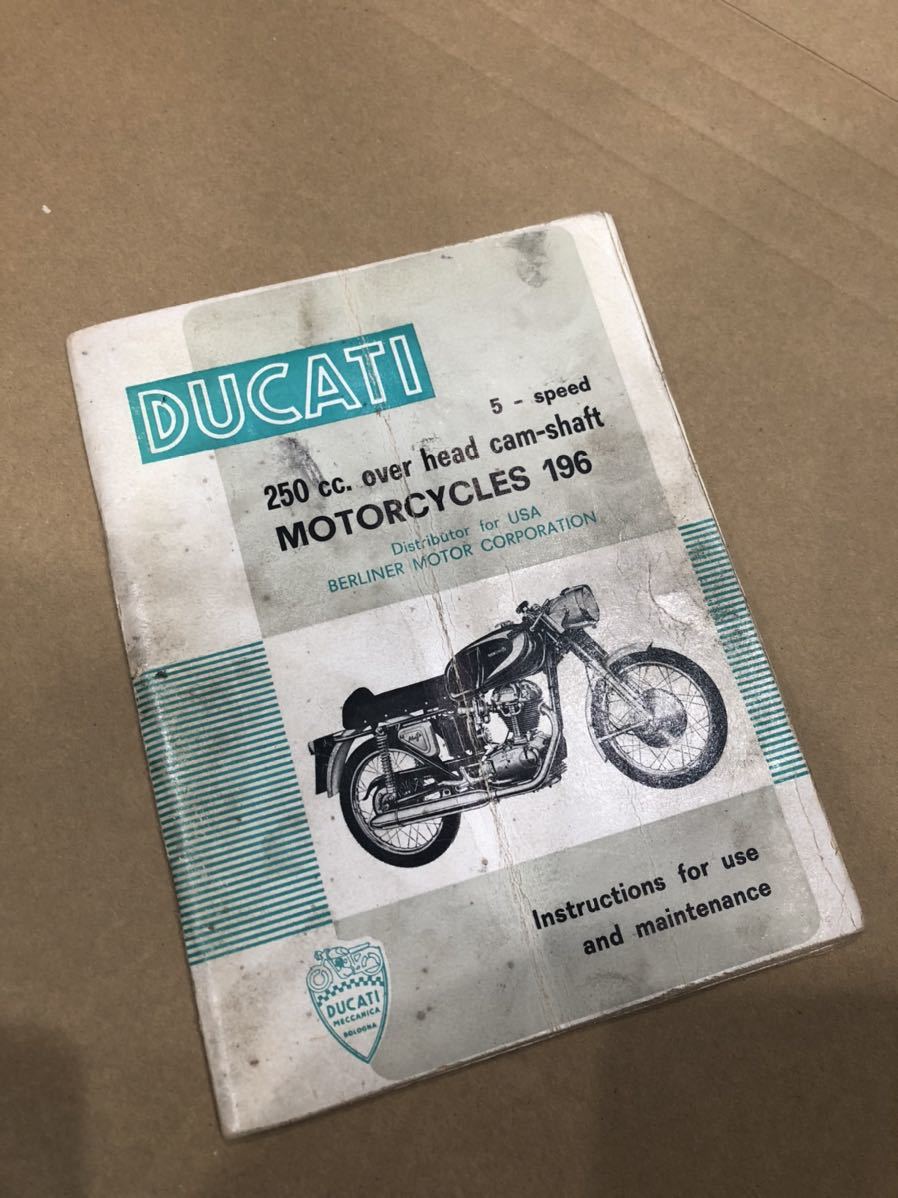 DUCATI
5 - speed
250 cc. over head cam-shaft
MOTORCYCLES 196
Distributor for USA
BERLINER MOTOR CORPORATION
Instructions for use
and maintenance
DUCATI
MECCANICA
BOLOGNA